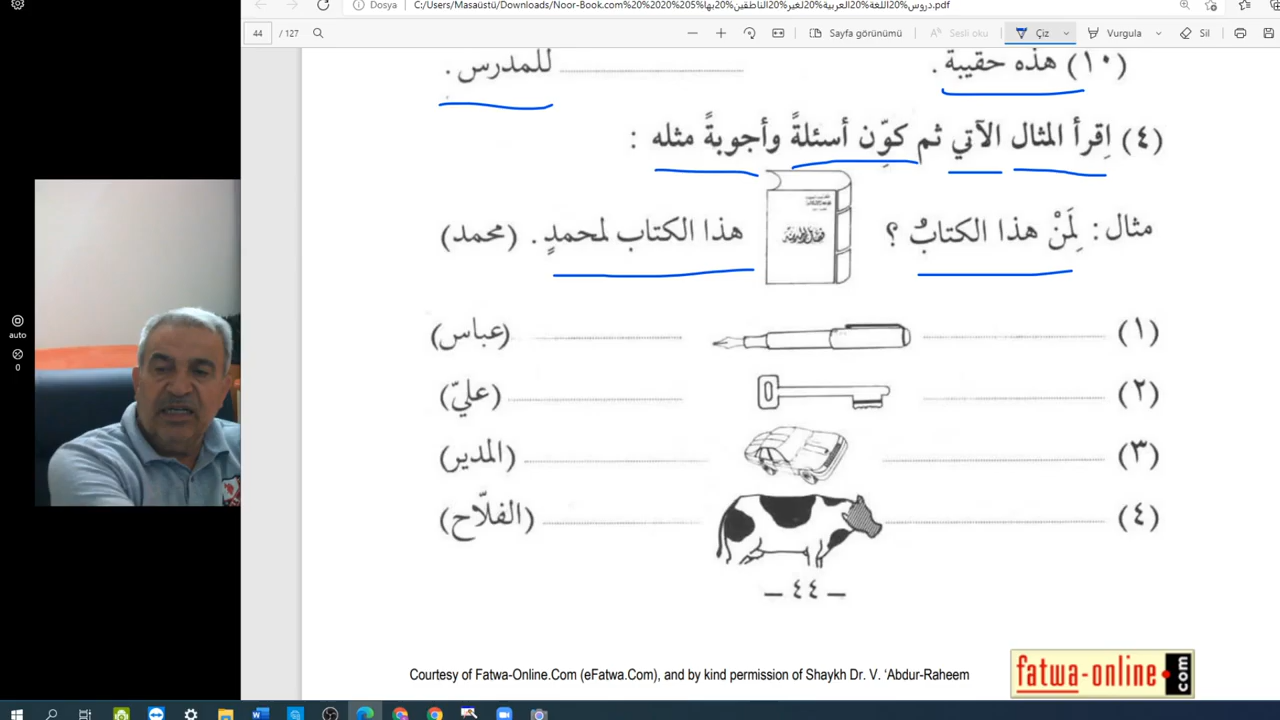 Dosya C:/Users/Masaüstü/Downloads/Noor-Book.com%20%2020%205%20دروس%20اللغة%20العربية%20لغير%20الناطقين%20بها.pdf
44 / 127 Sayfa görünümü Sesli oku Çiz Vurgula Sil
(١٠) هذه حقيبة . للمدرس .
(٤) اِقرأ المثال الآتي ثم كوِّن أسئلةً وأجوبةً مثله :
مثال : لِمَنْ هذا الكتابُ ؟ هذا الكتاب لمحمدٍ . (محمد)
(١) (عباس)
(٢) (عليّ)
(٣) (المدير)
(٤) (الفلّاح)
– ٤٤ –
auto
0
Courtesy of Fatwa-Online.Com (eFatwa.Com), and by kind permission of Shaykh Dr. V. ‘Abdur-Raheem
fatwa-online.com